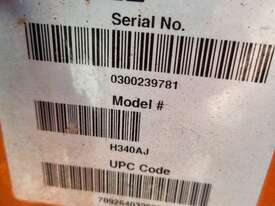 Serial No.
0300239781
Model #
H340AJ
UPC Code